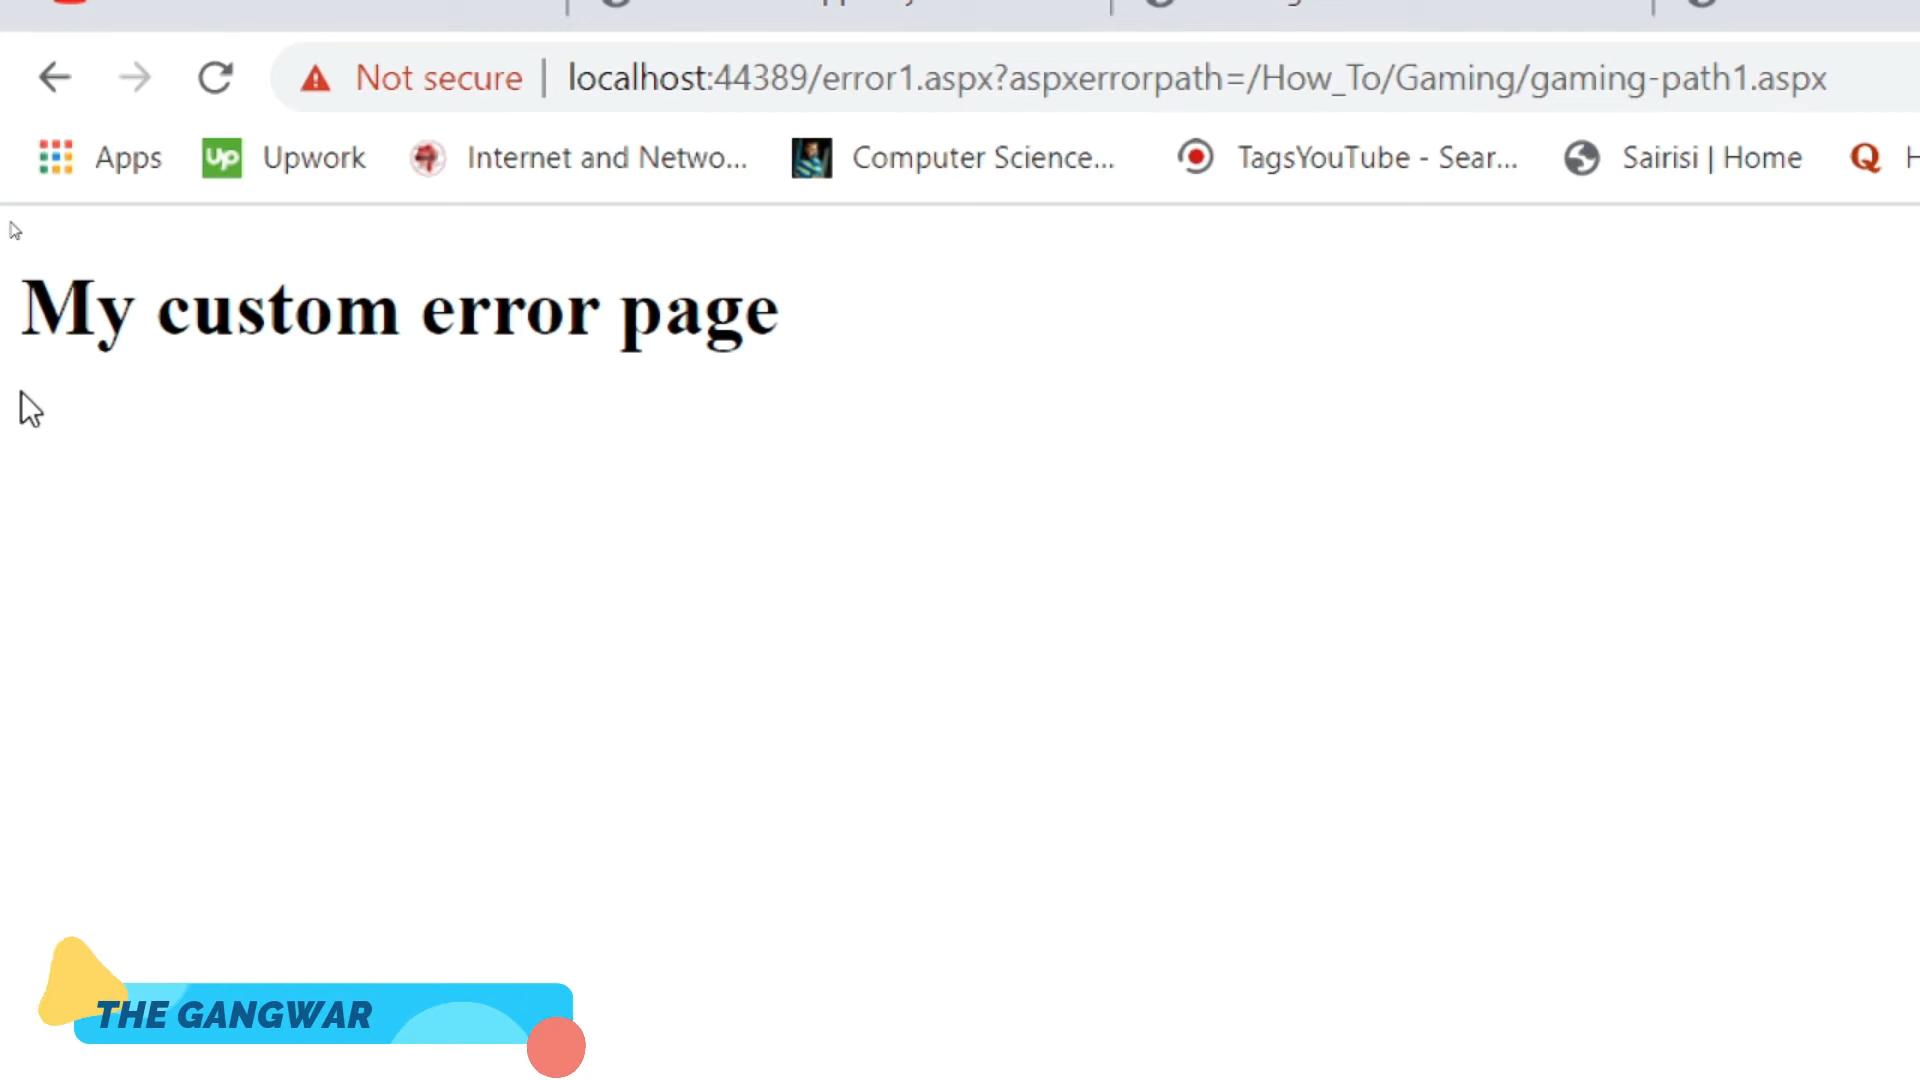 Not secure | localhost:44389/error1.aspx?aspxerrorpath=/How_To/Gaming/gaming-path1.aspx
Apps up Upwork Internet and Netwo... Computer Science... TagsYouTube - Sear... Sairisi | Home Q
My custom error page
THE GANGWAR